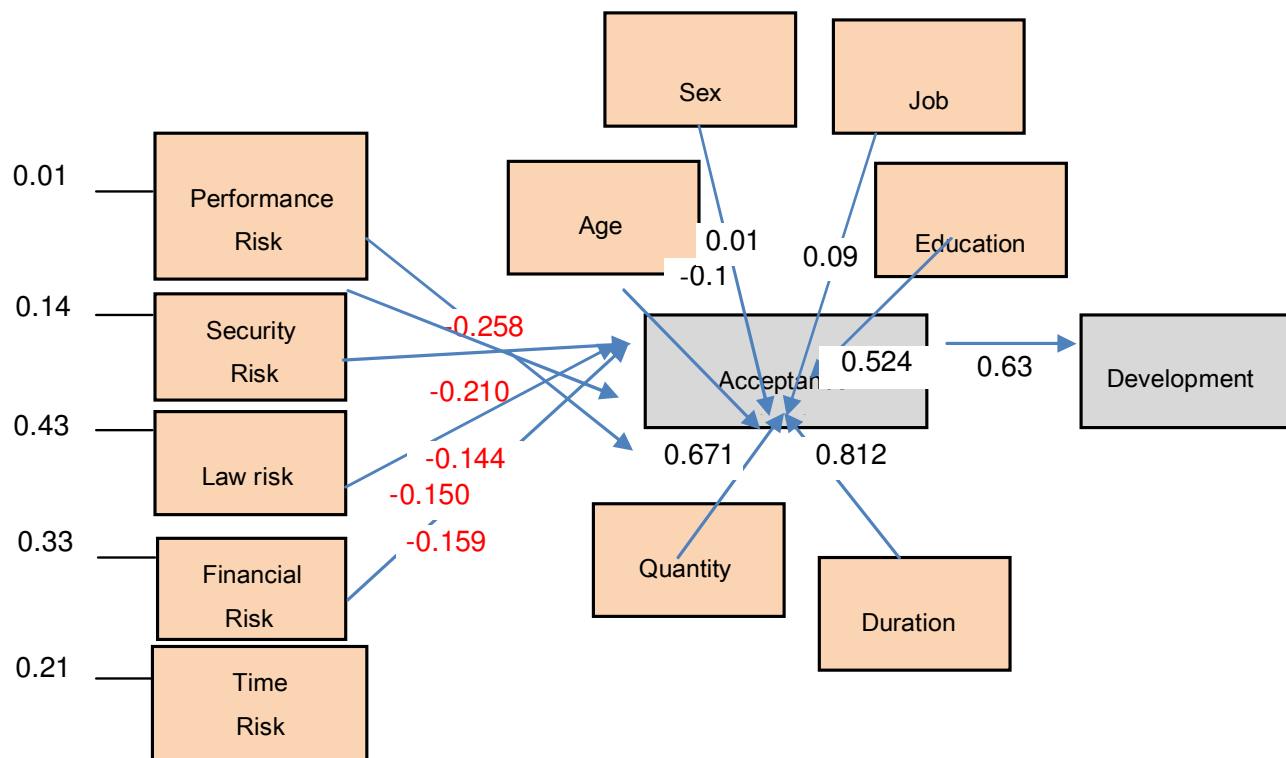 Sex
Job
0.01
Performance
Risk
Age
0.01
-0.1
0.09
Education
0.14
Security
Risk
-0.258
Acceptance
0.524
0.63
Development
-0.210
0.43
Law risk
-0.144
0.671
0.812
-0.150
0.33
Financial
Risk
-0.159
Quantity
Duration
0.21
Time
Risk